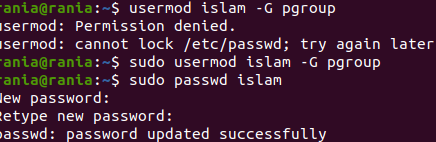 rania@rania:~$ usermod islam -G pgroup
usermod: Permission denied.
usermod: cannot lock /etc/passwd; try again later
rania@rania:~$ sudo usermod islam -G pgroup
rania@rania:~$ sudo passwd islam
New password:
Retype new password:
passwd: password updated successfully